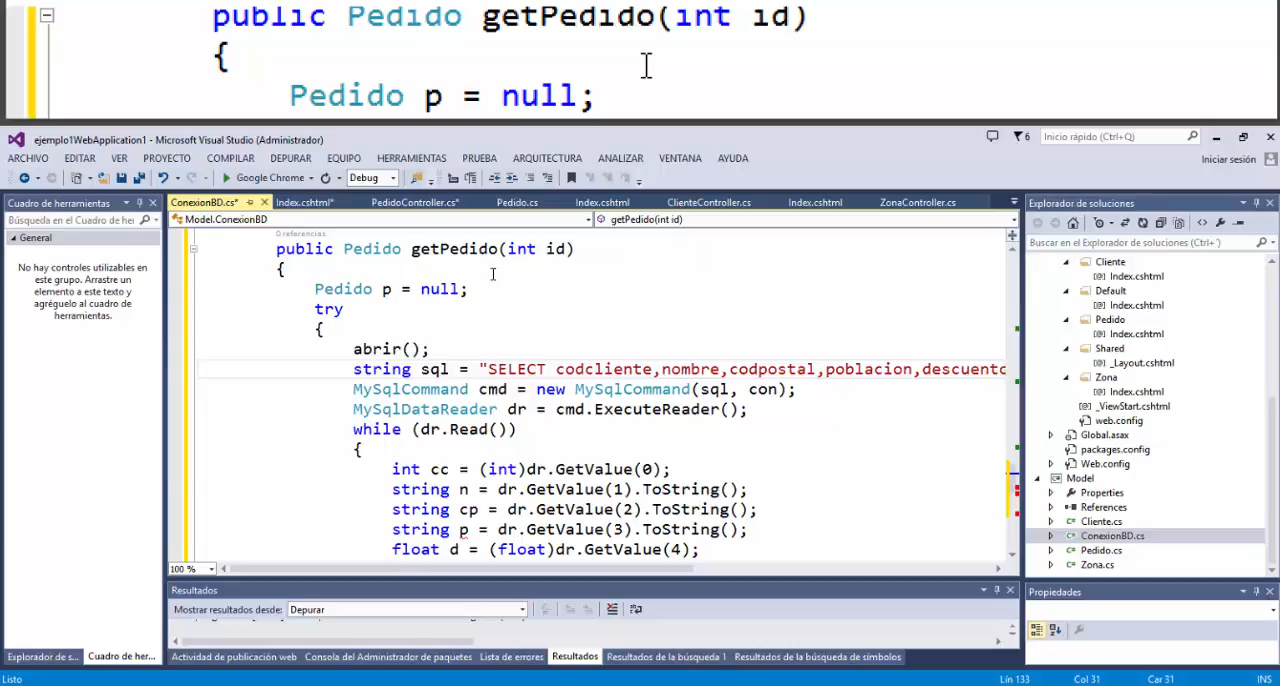 public Pedido getPedido(int id)
{
Pedido p = null;
ejemplo1WebApplication1 - Microsoft Visual Studio (Administrador)
6
Inicio rápido (Ctrl+Q)
ARCHIVO EDITAR VER PROYECTO COMPILAR DEPURAR EQUIPO HERRAMIENTAS PRUEBA ARQUITECTURA ANALIZAR VENTANA AYUDA
Iniciar sesión
Google Chrome Debug
Cuadro de herramientas
Búsqueda en el Cuadro de her
General
No hay controles utilizables en
este grupo. Arrastre un
elemento a este texto y
agréguelo al cuadro de
herramientas.
ConexionBD.cs* Index.cshtml* PedidoController.cs* Pedido.cs Index.cshtml ClienteController.cs Index.cshtml ZonaController.cs
Model.ConexionBD getPedido(int id)
0 referencias
public Pedido getPedido(int id)
{
Pedido p = null;
try
{
abrir();
string sql = "SELECT codcliente,nombre,codpostal,poblacion,descuento
MySqlCommand cmd = new MySqlCommand(sql, con);
MySqlDataReader dr = cmd.ExecuteReader();
while (dr.Read())
{
int cc = (int)dr.GetValue(0);
string n = dr.GetValue(1).ToString();
string cp = dr.GetValue(2).ToString();
string p = dr.GetValue(3).ToString();
float d = (float)dr.GetValue(4);
100 %
Explorador de soluciones
Buscar en el Explorador de soluciones (Ctrl+´)
Cliente
Index.cshtml
Default
Index.cshtml
Pedido
Index.cshtml
Shared
_Layout.cshtml
Zona
Index.cshtml
_ViewStart.cshtml
web.config
Global.asax
packages.config
Web.config
Model
Properties
References
Cliente.cs
ConexionBD.cs
Pedido.cs
Zona.cs
Resultados
Mostrar resultados desde: Depurar
Propiedades
Explorador de s... Cuadro de her...
Actividad de publicación web Consola del Administrador de paquetes Lista de errores Resultados Resultados de la búsqueda 1 Resultados de la búsqueda de símbolos
Listo
Lín 133 Col 31 Car 31 INS